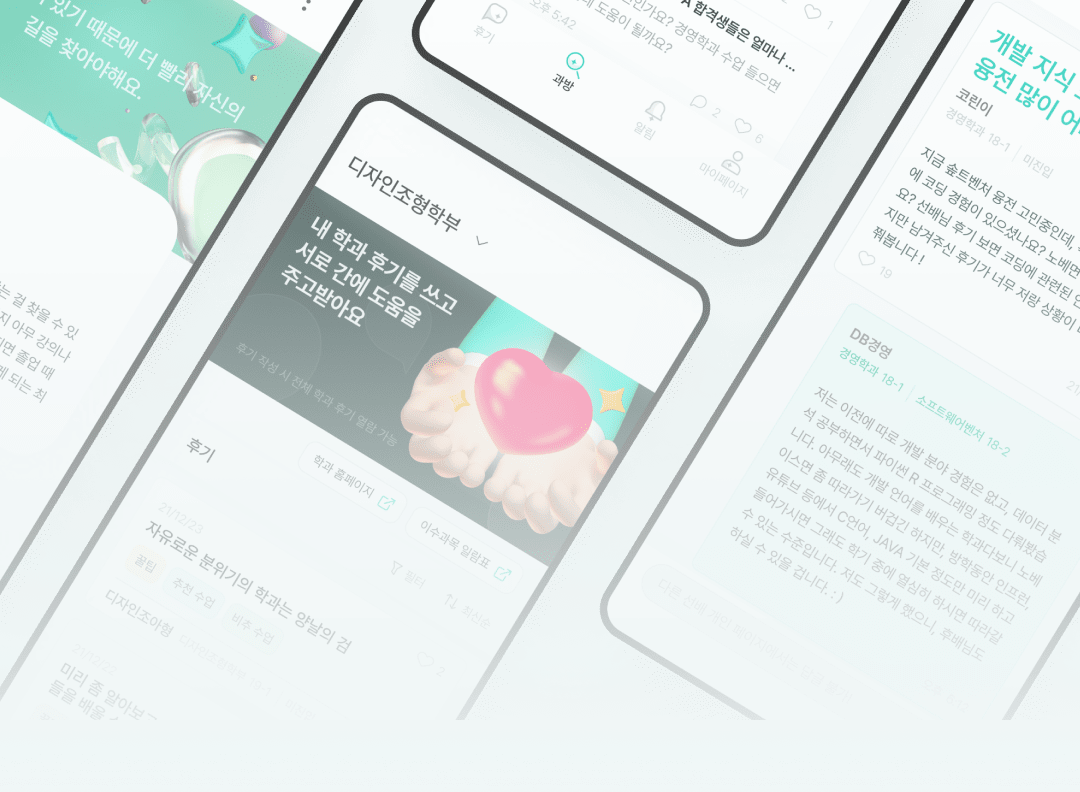 있기 때문에 더 빨리 자신의
길을 찾아야해요.
는 걸 찾을 수 있
지 아무 강의나
되면 졸업 때
게 되는 최
A 합격생들은 얼마나 ...
경영학과 수업 들으면
도움이 될까요?
오후 5:42
2
6
1
후기
과방
알림
마이페이지
디자인조형학부
내 학과 후기를 쓰고
서로 간에 도움을
주고받아요
후기 작성 시 전체 학과 후기 열람 가능
후기
학과 홈페이지
이수과목 일람표
필터
최신순
21/12/23
자유로운 분위기의 학과는 양날의 검
꿀팁
추천 수업
비추 수업
디자인조아형
2
미리 좀 알아보고
들을 배울
개발 지식
융전 많이 어
코린이
경영학과 18-1
미진입
지금 솦트벤처 융전 고민중인데,
에 코딩 경험이 있으셨나요? 노베면
요? 선배님 후기 보면 코딩에 관련된
지만 남겨주신 후기가 너무 저랑 상황이
쭤봅니다 !
19
DB경영
경영학과 18-1
소프트웨어벤처 18-2
저는 이전에 따로 개발 분야 경험은 없고, 데이터 분
석 공부하면서 파이썬 R 프로그래밍 정도 다뤄봤습
니다. 아무래도 개발 언어를 배우는 학과다보니 노베
이스면 좀 따라가기 버겁긴 하지만, 방학동안 인프런,
유튜브 등에서 C언어, JAVA 기본 정도만 미리 하고
들어가시면 그래도 학기 중에 열심히 하시면 따라갈
수 있는 수준입니다. 저도 그렇게 했으니, 후배님도
하실 수 있을 겁니다. : )